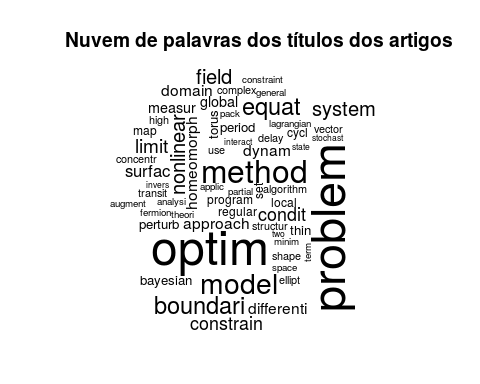 Nuvem de palavras dos títulos dos artigos
field constraint
domain complex general
measur global equat system
pack
high torus period lagrangian vector
map nonlinear homeomorph cycl stochast
limit interact delay
use dynam state
concentr
surfac method
invers applic partial set algorithm problem
transit
analysi program local
augment
fermion theori regular condit
perturb approach structur thin
two
optim minim
shape term
space
bayesian model ellipt
boundari differenti
constrain